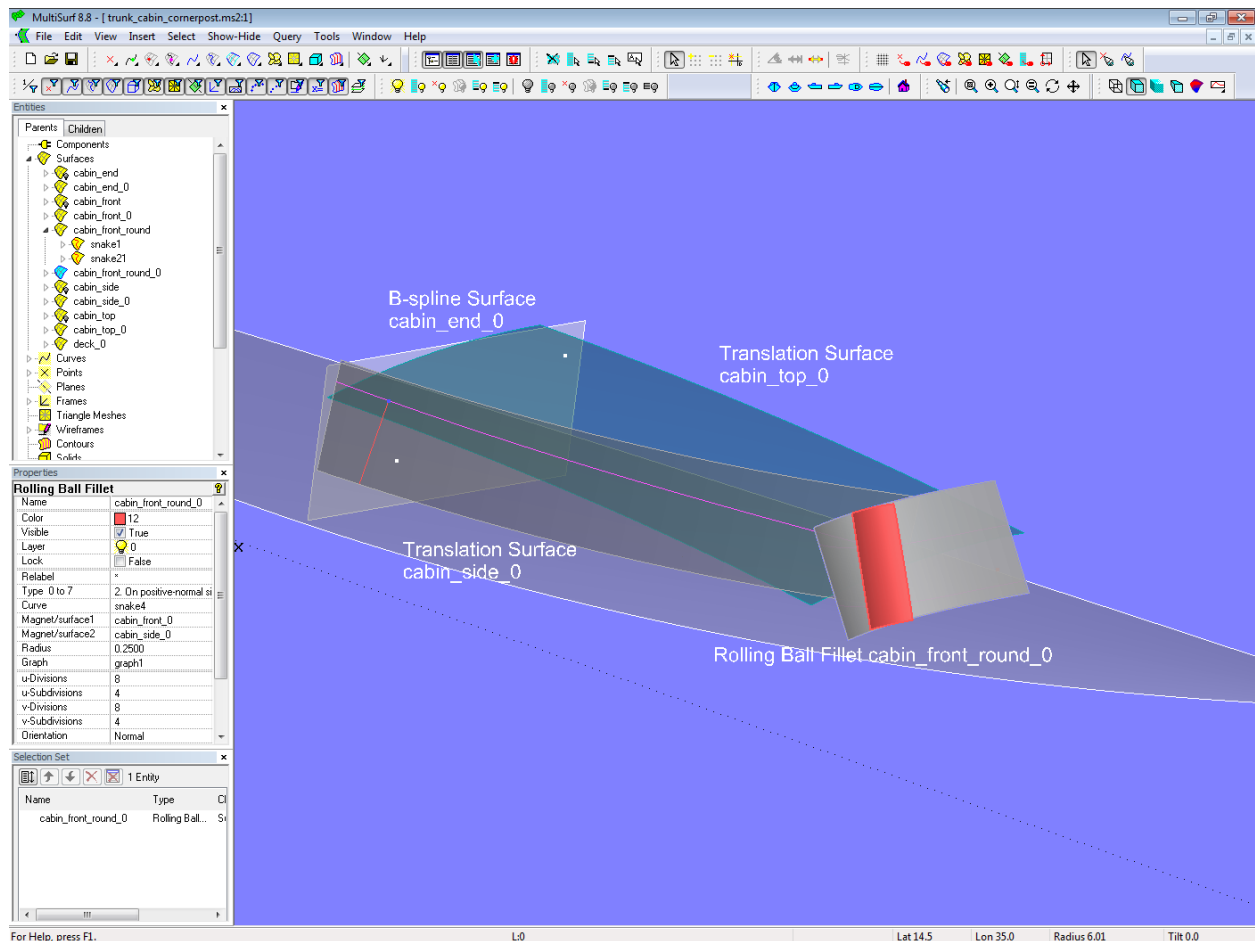 MultiSurf 8.8 - [ trunk_cabin_cornerpost.ms2:1]
File Edit View Insert Select Show-Hide Query Tools Window Help
Entities
Parents Children
Components
Surfaces
cabin_end
cabin_end_0
cabin_front
cabin_front_0
cabin_front_round
snake1
snake21
cabin_front_round_0
cabin_side
cabin_side_0
cabin_top
cabin_top_0
deck_0
Curves
Points
Planes
Frames
Triangle Meshes
Wireframes
Contours
Solids
Properties
Rolling Ball Fillet
Name cabin_front_round_0
Color 12
Visible True
Layer 0
Lock False
Relabel *
Type 0 to 7 2. On positive-normal si
Curve snake4
Magnet/surface1 cabin_front_0
Magnet/surface2 cabin_side_0
Radius 0.2500
Graph graph1
u-Divisions 8
u-Subdivisions 4
v-Divisions 8
v-Subdivisions 4
Orientation Normal
Selection Set
1 Entity
Name Type Cl
cabin_front_round_0 Rolling Ball... Su
B-spline Surface
cabin_end_0
Translation Surface
cabin_top_0
X
Translation Surface
cabin_side_0
Rolling Ball Fillet cabin_front_round_0
For Help, press F1. L:0 Lat 14.5 Lon 35.0 Radius 6.01 Tilt 0.0